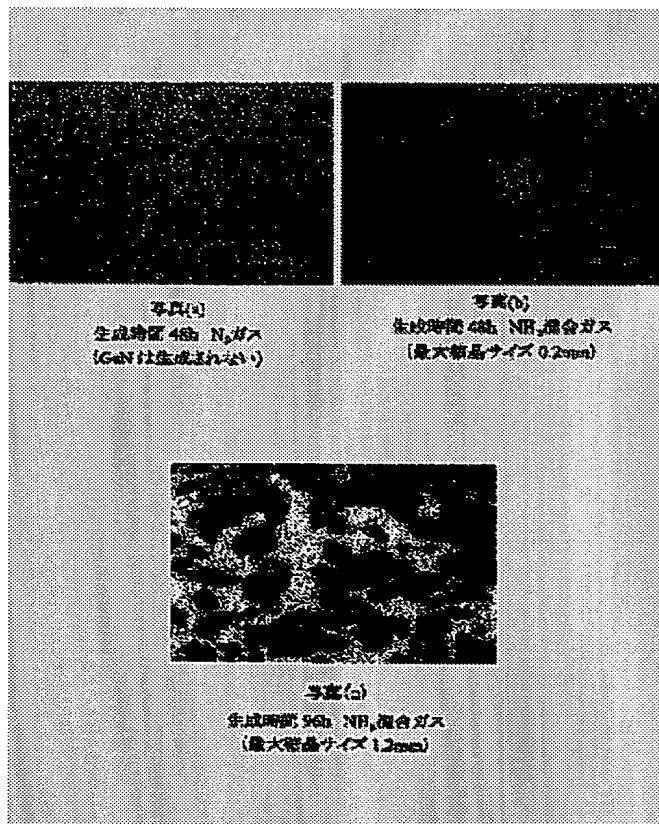 写真(a)
生成時間 48h N₂ガス
(GaNは生成されない)
写真(b)
生成時間 48h NH₃混合ガス
(最大結晶サイズ 0.2mm)
写真(c)
生成時間 96h NH₃混合ガス
(最大結晶サイズ 1.2mm)